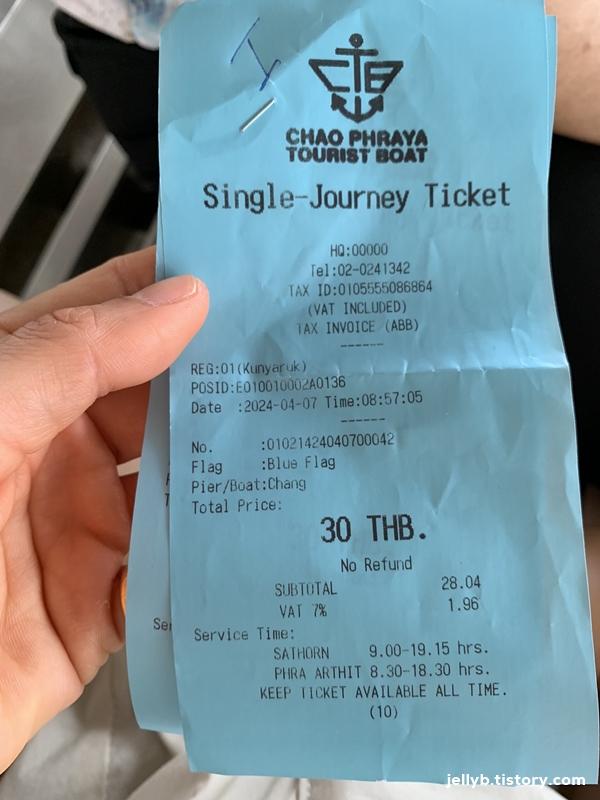 I
CTB
CHAO PHRAYA
TOURIST BOAT
Single-Journey Ticket
HQ:00000
Tel:02-0241342
TAX ID:0105555086864
(VAT INCLUDED)
TAX INVOICE (ABB)
------
REG:01(Kunyaruk)
POSID:E010010002A0136
Date :2024-04-07 Time:08:57:05
------
No. :01021424040700042
Flag :Blue Flag
Pier/Boat:Chang
Total Price:
30 THB.
No Refund
SUBTOTAL 28.04
VAT 7% 1.96
Service Time:
SATHORN 9.00-19.15 hrs.
PHRA ARTHIT 8.30-18.30 hrs.
KEEP TICKET AVAILABLE ALL TIME.
(10)
Ser
jellyb.tistory.com